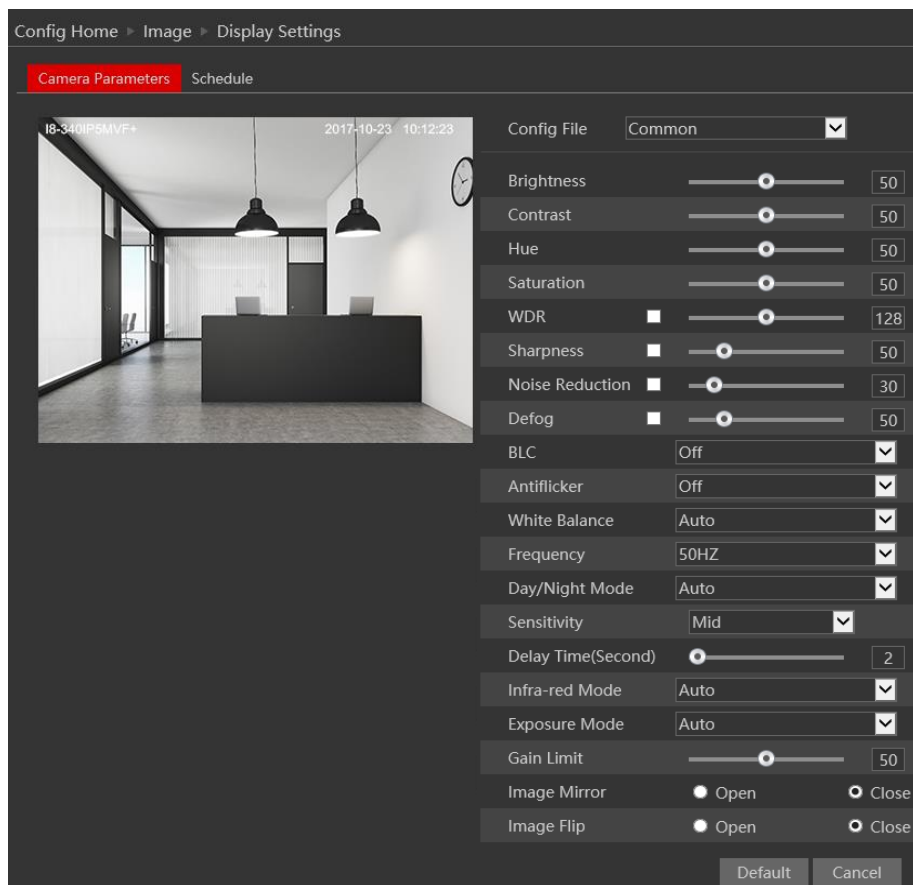 Config Home ▶ Image ▶ Display Settings
Camera Parameters Schedule
I8-340IP5MVF+ 2017-10-23 10:12:23
Config File Common
Brightness 50
Contrast 50
Hue 50
Saturation 50
WDR 128
Sharpness 50
Noise Reduction 30
Defog 50
BLC Off
Antiflicker Off
White Balance Auto
Frequency 50HZ
Day/Night Mode Auto
Sensitivity Mid
Delay Time(Second) 2
Infra-red Mode Auto
Exposure Mode Auto
Gain Limit 50
Image Mirror Open Close
Image Flip Open Close
Default Cancel